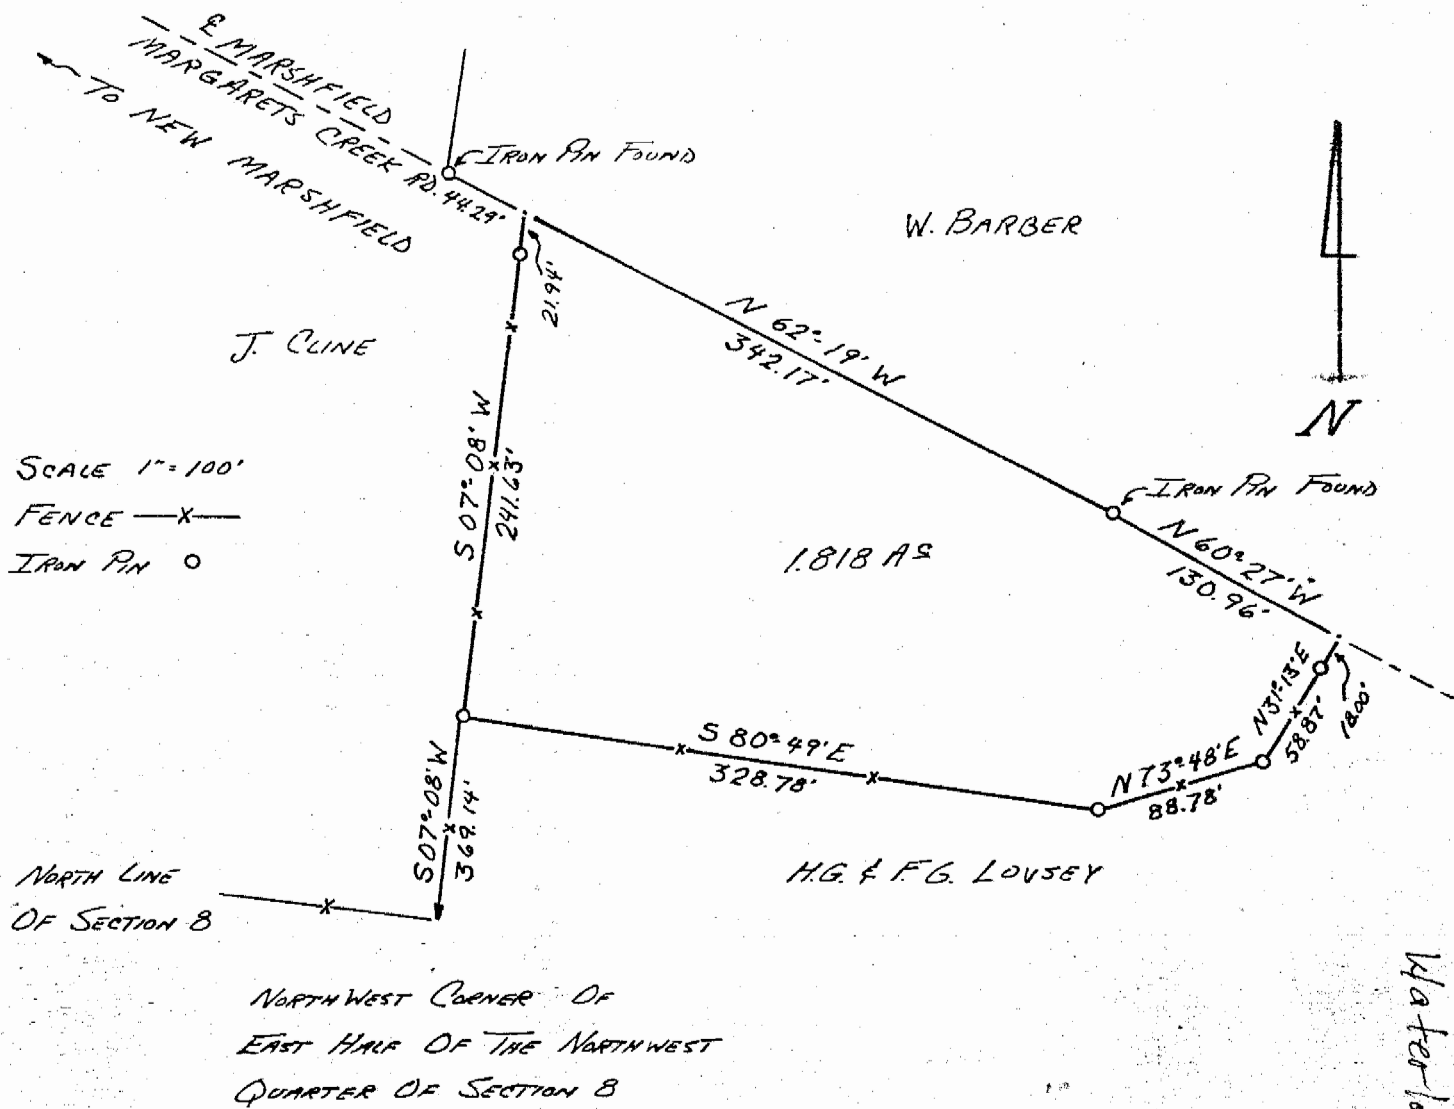 ℄ MARSHFIELD
MARGARETS CREEK RD.
TO NEW MARSHFIELD
44.29'
IRON PIN FOUND
W. BARBER
21.94'
J. CLINE
N 62°-19' W
342.17'
N
S 07°-08' W
241.63'
SCALE 1"=100'
FENCE —X—
IRON PIN O
IRON PIN FOUND
1.818 AS
N 60°27' W
130.96'
N31°-13'E
58.87'
18.00'
S 80°49'E
328.78'
N 73°48'E
88.78'
S07°-08'W
369.14'
NORTH LINE
OF SECTION 8
H.G. & F.G. LOUSEY
NORTHWEST CORNER OF
EAST HALF OF THE NORTHWEST
QUARTER OF SECTION 8